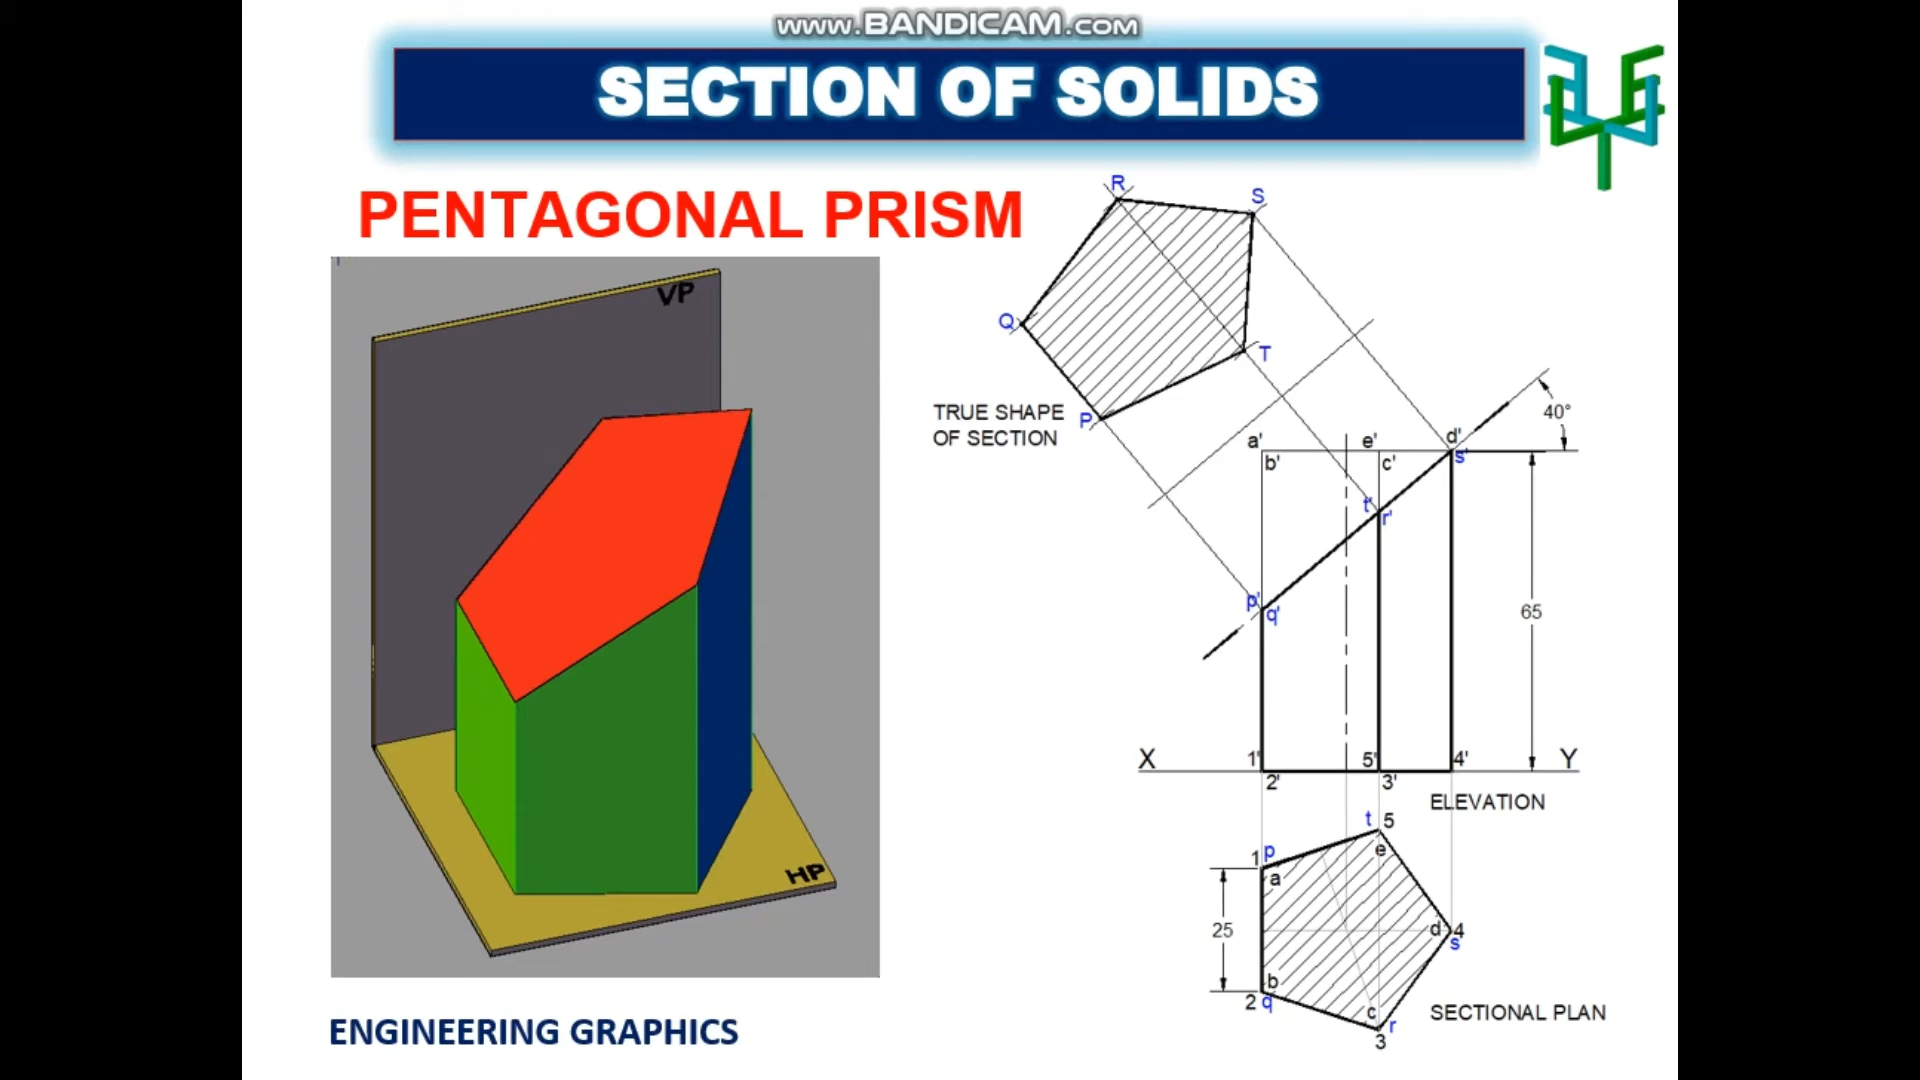 www.BANDICAM.com
SECTION OF SOLIDS
PENTAGONAL PRISM
VP
HP
R
S
Q
T
P
TRUE SHAPE
OF SECTION
40°
a' e' d'
b' c' s'
t'
r'
p'
q'
65
X 1' 5' 4' Y
2' 3'
ELEVATION
t 5
1 p e
a
25
d 4
s
b
2 q c r
3
SECTIONAL PLAN
ENGINEERING GRAPHICS